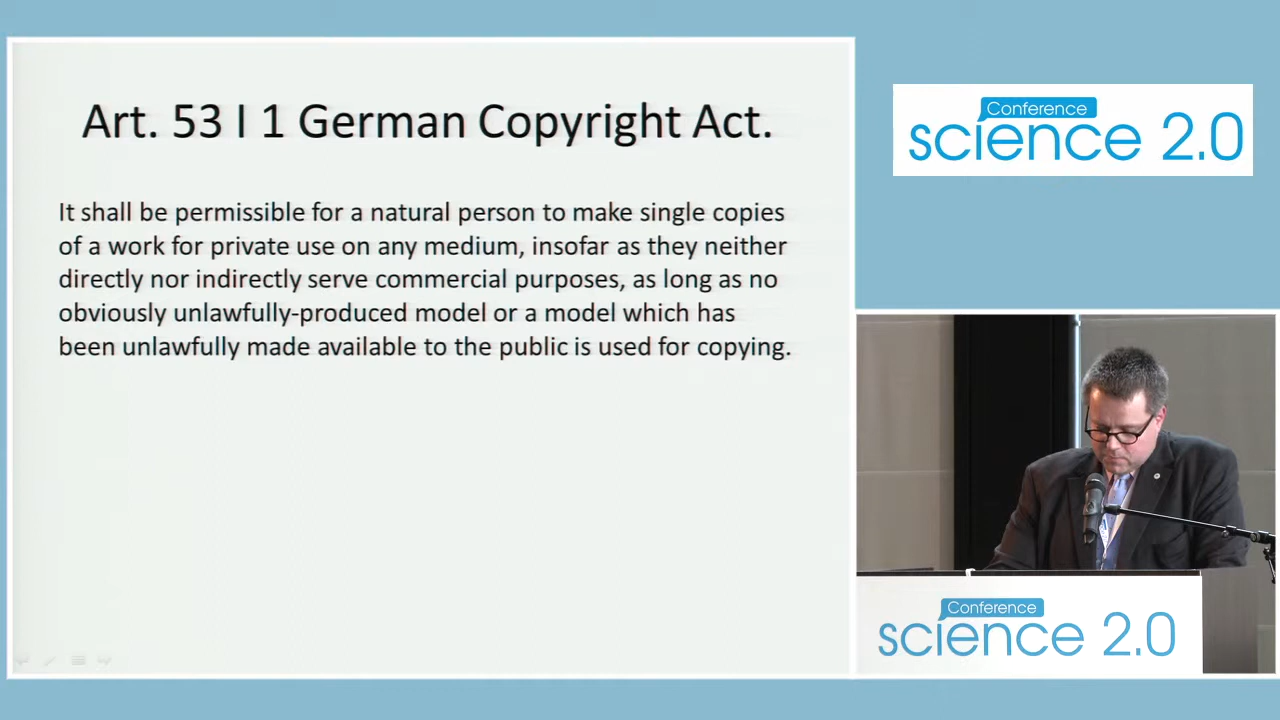 Art. 53 I 1 German Copyright Act.
It shall be permissible for a natural person to make single copies
of a work for private use on any medium, insofar as they neither
directly nor indirectly serve commercial purposes, as long as no
obviously unlawfully-produced model or a model which has
been unlawfully made available to the public is used for copying.
Conference
science 2.0
Conference
science 2.0